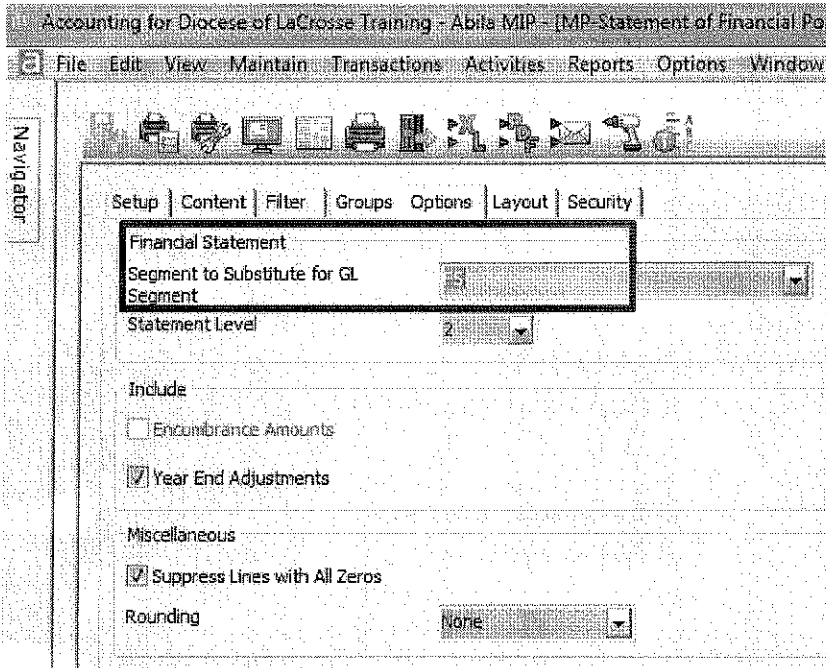 Accounting for Diocese of LaCrosse Training - Abila MIP - [MP-Statement of Financial Po
File Edit View Maintain Transactions Activities Reports Options Window
Navigator
Setup Content Filter Groups Options Layout Security
Financial Statement
Segment to Substitute for GL
Segment
Statement Level 2
Include
Encumbrance Amounts
Year End Adjustments
Miscellaneous
Suppress Lines with All Zeros
Rounding None